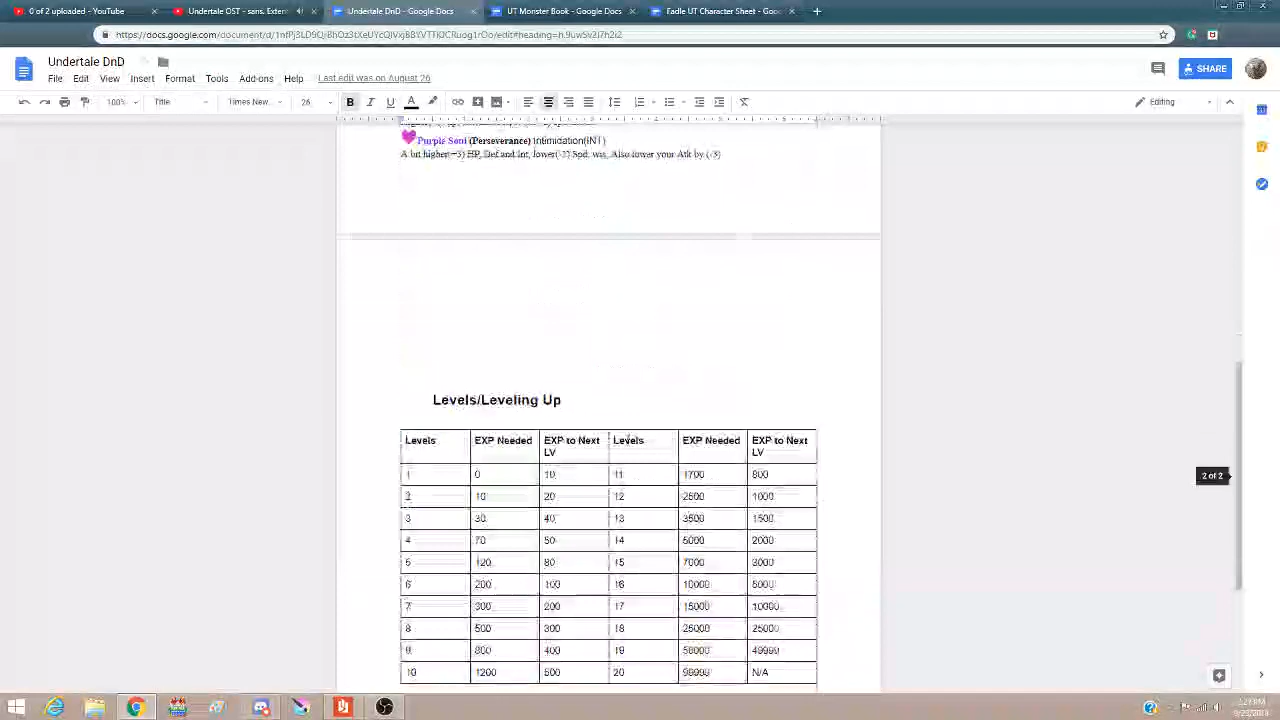 0 of 2 uploaded - YouTube
Undertale OST - sans. Exten
Undertale DnD - Google Docs
UT Monster Book - Google Docs
Fadle UT Character Sheet - Goo
Undertale DnD
File Edit View Insert Format Tools Add-ons Help Last edit was on August 26
SHARE
100% Title Times New... 26 Editing
Purple Soul (Perseverance) Intimidation(INT)
2 of 2
Levels/Leveling Up
Levels EXP Needed EXP to Next LV Levels EXP Needed EXP to Next LV
1 0 10 11 1700 800
2 10 20 12 2500 1000
3 30 40 13 3500 1500
4 70 50 14 5000 2000
5 120 80 15 7000 3000
6 200 100 16 10000 5000
7 300 200 17 15000 10000
8 500 300 18 25000 25000
9 800 400 19 50000 49999
10 1200 500 20 99999 N/A